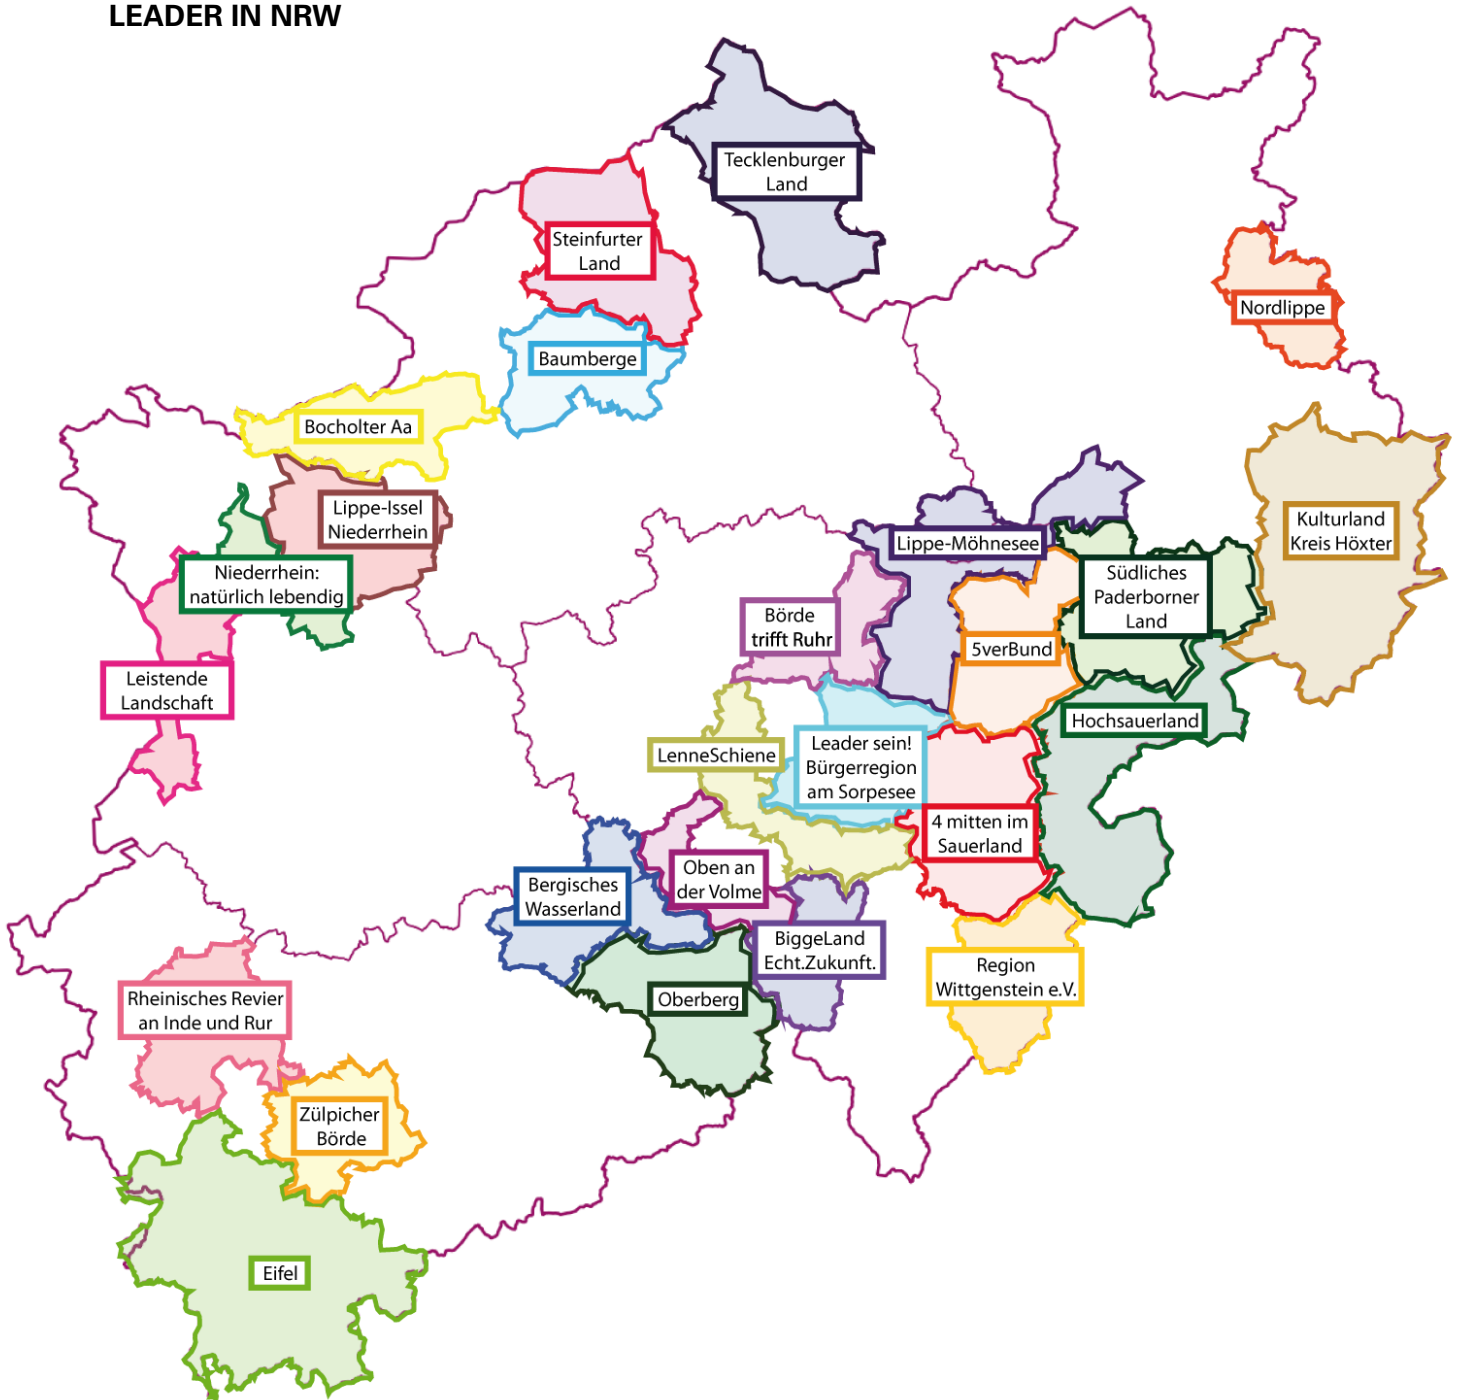 LEADER IN NRW
Tecklenburger
Land
Steinfurter
Land
Nordlippe
Baumberge
Bocholter Aa
Lippe-Issel
Niederrhein
Kulturland
Kreis Höxter
Lippe-Möhnesee
Niederrhein:
natürlich lebendig
Südliches
Paderborner
Land
Börde
trifft Ruhr
5verBund
Leistende
Landschaft
Hochsauerland
LenneSchiene
Leader sein!
Bürgerregion
am Sorpesee
4 mitten im
Sauerland
Oben an
der Volme
Bergisches
Wasserland
BiggeLand
Echt.Zukunft.
Region
Wittgenstein e.V.
Oberberg
Rheinisches Revier
an Inde und Rur
Zülpicher
Börde
Eifel